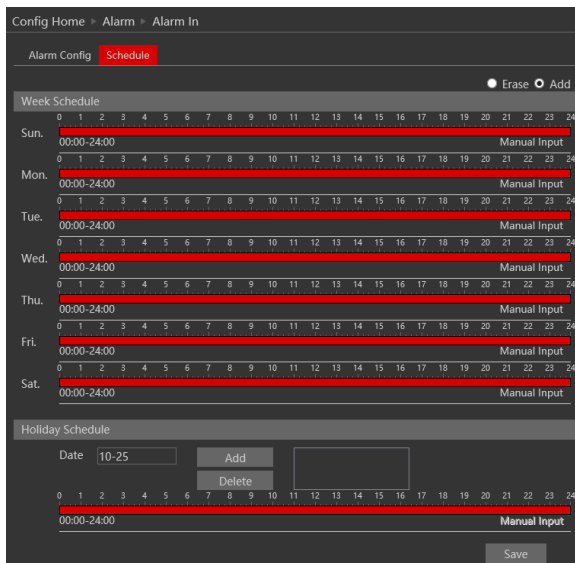 Config Home ▸ Alarm ▸ Alarm In
Alarm Config Schedule
Erase Add
Week Schedule
0 1 2 3 4 5 6 7 8 9 10 11 12 13 14 15 16 17 18 19 20 21 22 23 24
Sun.
00:00-24:00 Manual Input
0 1 2 3 4 5 6 7 8 9 10 11 12 13 14 15 16 17 18 19 20 21 22 23 24
Mon.
00:00-24:00 Manual Input
0 1 2 3 4 5 6 7 8 9 10 11 12 13 14 15 16 17 18 19 20 21 22 23 24
Tue.
00:00-24:00 Manual Input
0 1 2 3 4 5 6 7 8 9 10 11 12 13 14 15 16 17 18 19 20 21 22 23 24
Wed.
00:00-24:00 Manual Input
0 1 2 3 4 5 6 7 8 9 10 11 12 13 14 15 16 17 18 19 20 21 22 23 24
Thu.
00:00-24:00 Manual Input
0 1 2 3 4 5 6 7 8 9 10 11 12 13 14 15 16 17 18 19 20 21 22 23 24
Fri.
00:00-24:00 Manual Input
0 1 2 3 4 5 6 7 8 9 10 11 12 13 14 15 16 17 18 19 20 21 22 23 24
Sat.
00:00-24:00 Manual Input
Holiday Schedule
Date 10-25 Add
Delete
0 1 2 3 4 5 6 7 8 9 10 11 12 13 14 15 16 17 18 19 20 21 22 23 24
00:00-24:00 Manual Input
Save